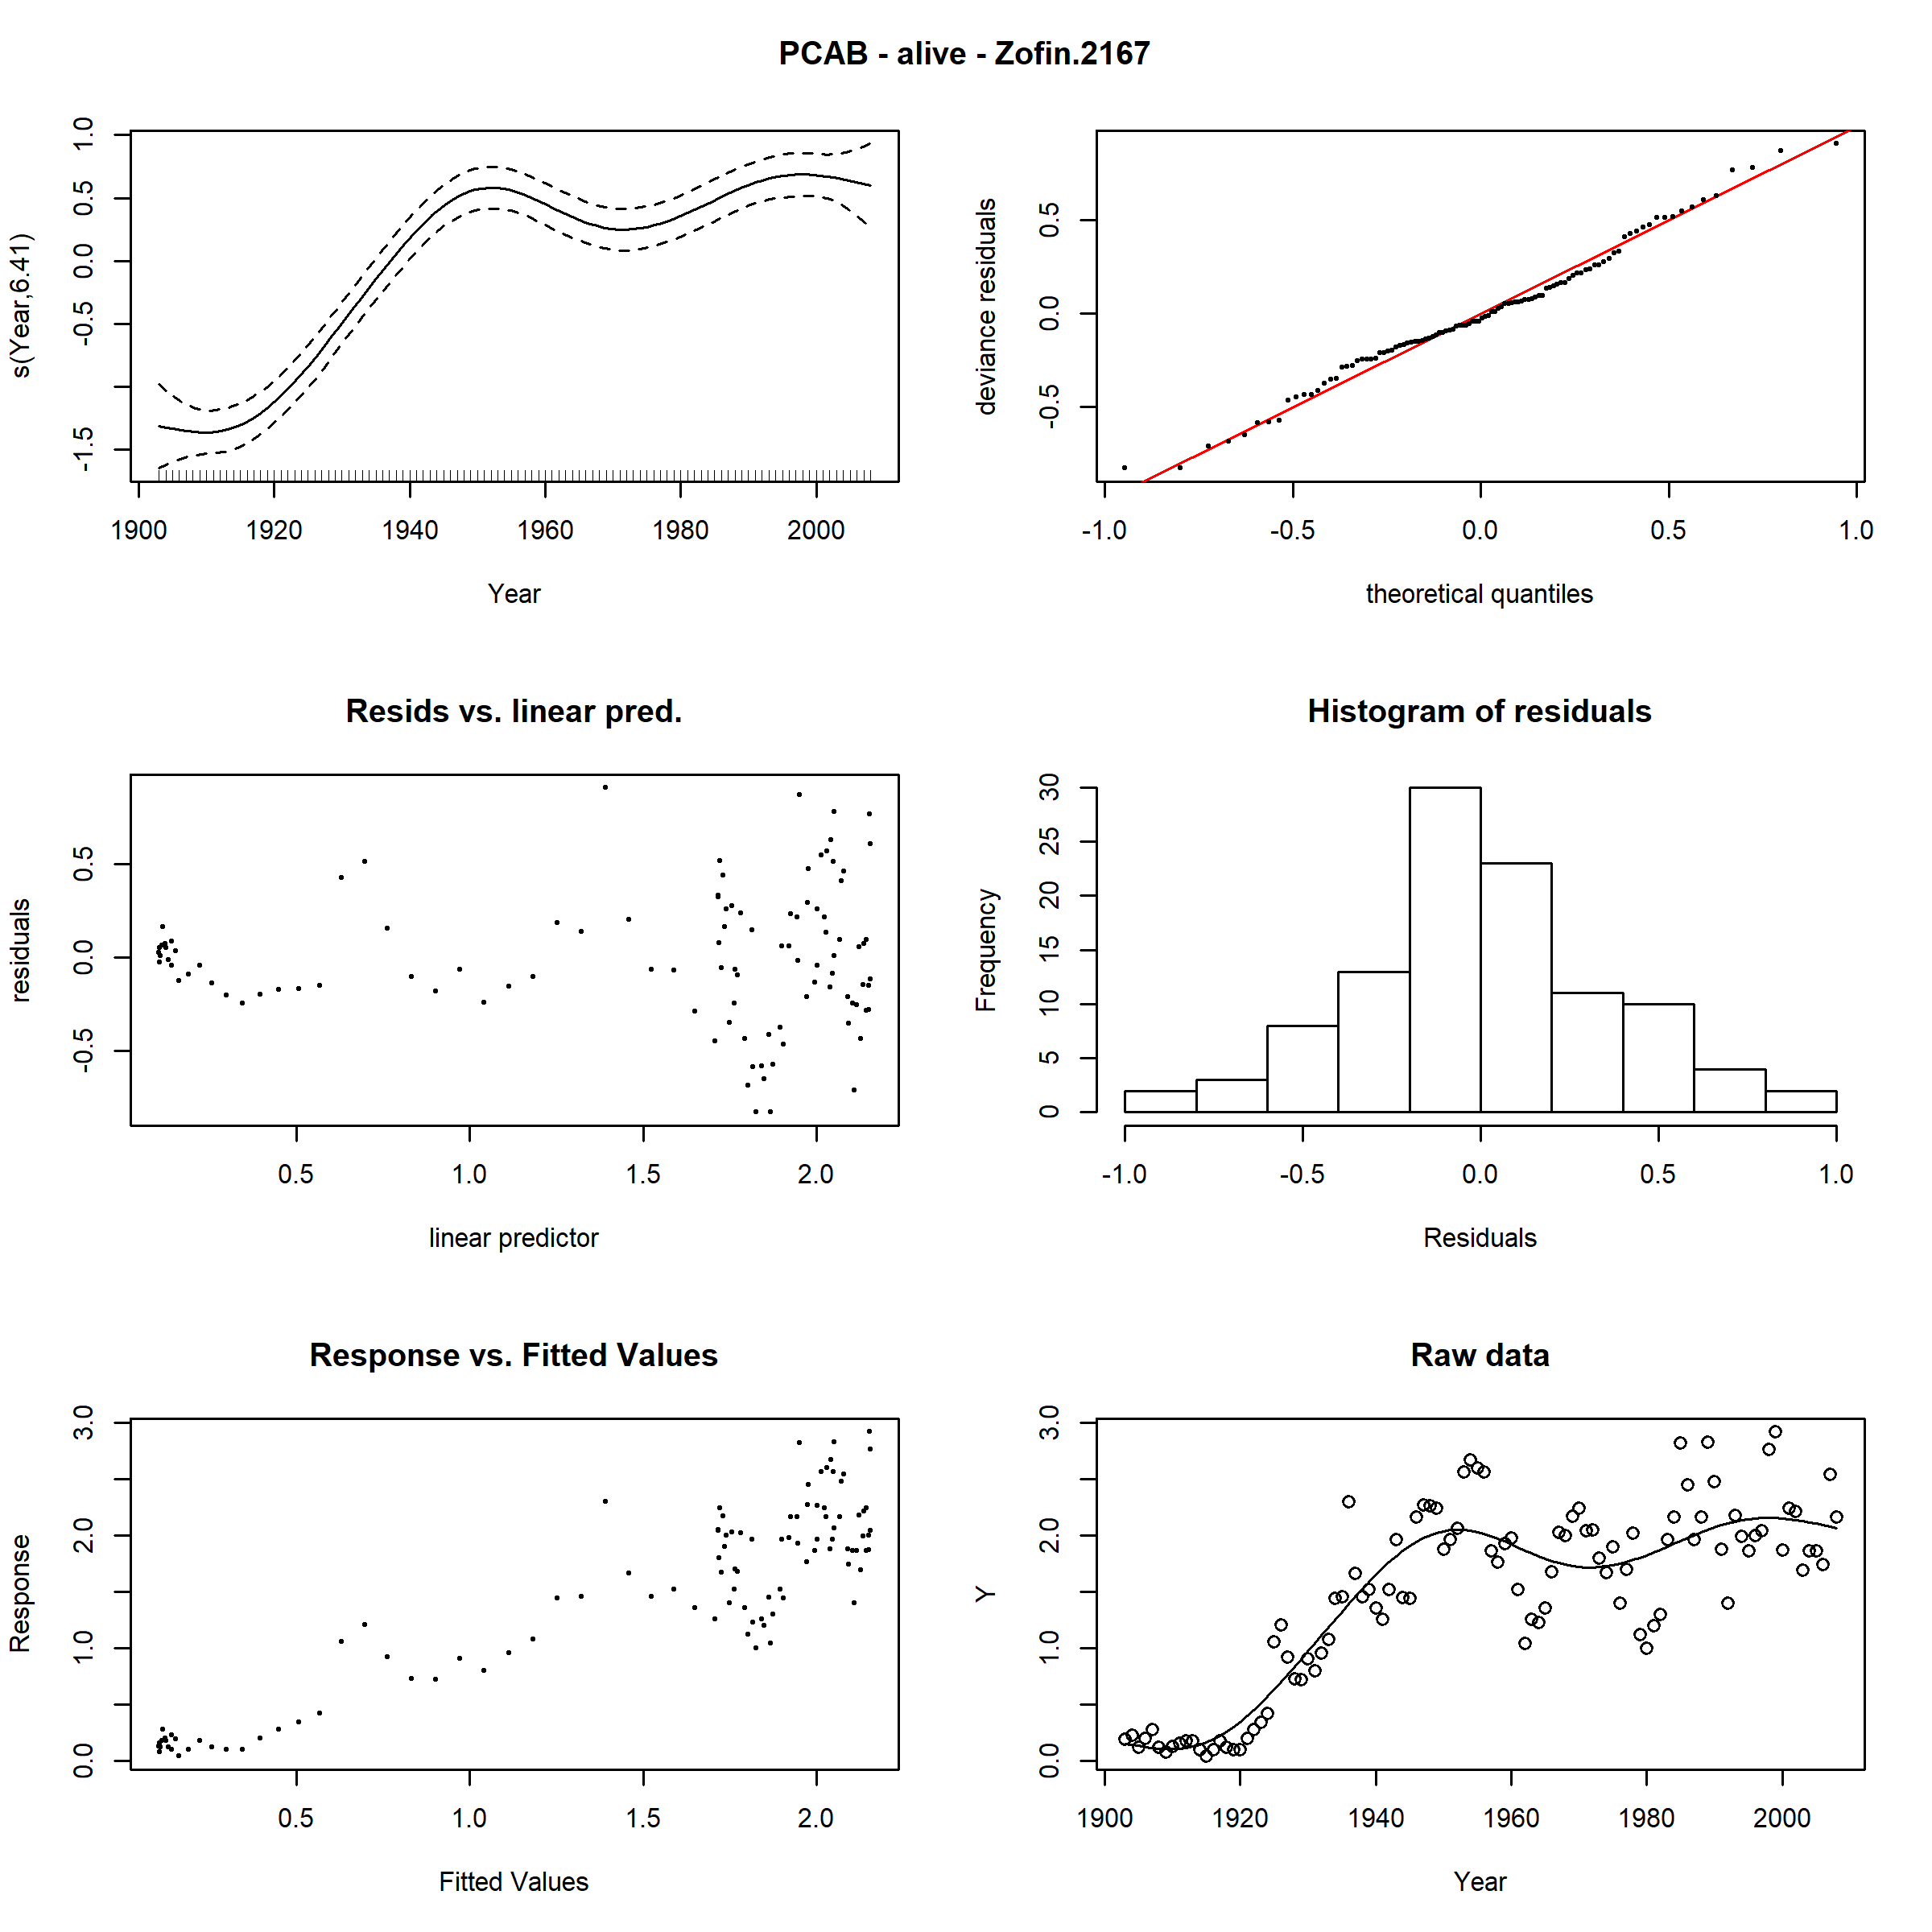 PCAB - alive - Zofin.2167
s(Year,6.41)
1.0
0.5
0.0
-0.5
-1.5
1900 1920 1940 1960 1980 2000
Year
deviance residuals
0.5
0.0
-0.5
-1.0 -0.5 0.0 0.5 1.0
theoretical quantiles
Resids vs. linear pred.
residuals
0.5
0.0
-0.5
0.5 1.0 1.5 2.0
linear predictor
Histogram of residuals
Frequency
30
25
20
15
10
5
0
-1.0 -0.5 0.0 0.5 1.0
Residuals
Response vs. Fitted Values
Response
3.0
2.0
1.0
0.0
0.5 1.0 1.5 2.0
Fitted Values
Raw data
Y
3.0
2.0
1.0
0.0
1900 1920 1940 1960 1980 2000
Year